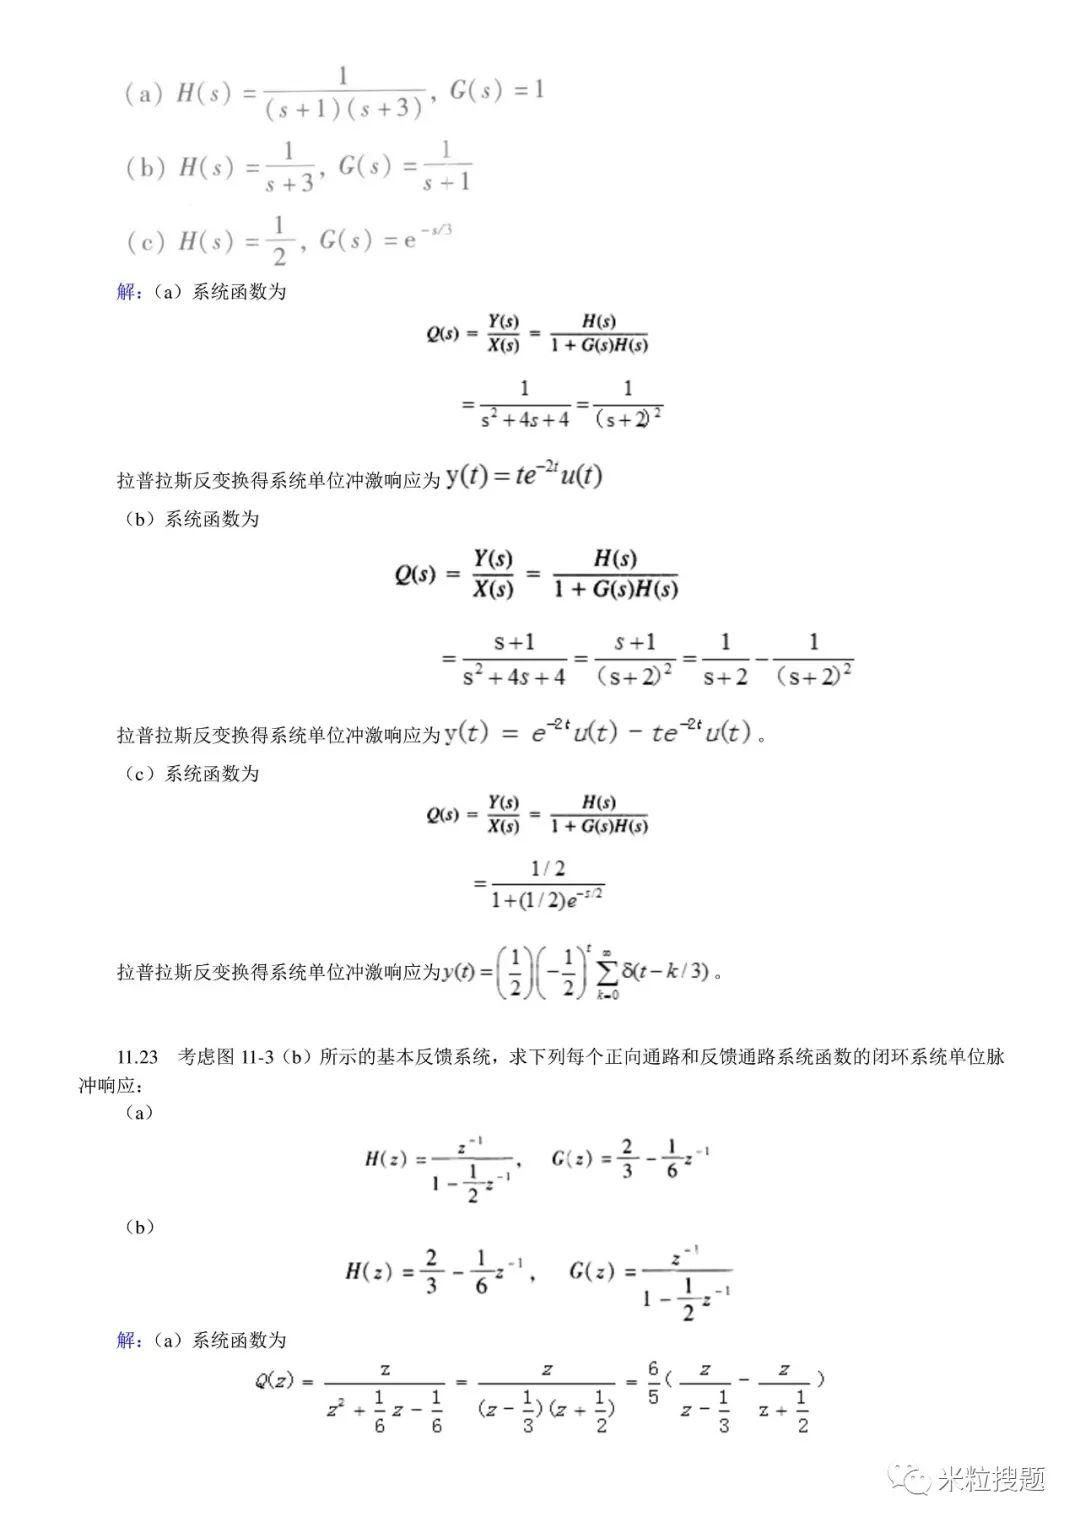 (a) H(s) = 1/((s+1)(s+3)), G(s) = 1
(b) H(s) = 1/(s+3), G(s) = 1/(s+1)
(c) H(s) = 1/2, G(s) = e^(-s/3)
解:（a）系统函数为
Q(s) = Y(s)/X(s) = H(s)/(1 + G(s)H(s))
= 1/(s²+4s+4) = 1/(s+2)²
拉普拉斯反变换得系统单位冲激响应为 y(t) = te^(-2t)u(t)
（b）系统函数为
Q(s) = Y(s)/X(s) = H(s)/(1 + G(s)H(s))
= (s+1)/(s²+4s+4) = (s+1)/(s+2)² = 1/(s+2) - 1/(s+2)²
拉普拉斯反变换得系统单位冲激响应为 y(t) = e^(-2t)u(t) - te^(-2t)u(t)。
（c）系统函数为
Q(s) = Y(s)/X(s) = H(s)/(1 + G(s)H(s))
= (1/2)/(1+(1/2)e^(-s/2))
拉普拉斯反变换得系统单位冲激响应为 y(t) = (1/2)(-1/2)^t ∑_{k=0}^{∞} δ(t-k/3)。
11.23 考虑图 11-3（b）所示的基本反馈系统，求下列每个正向通路和反馈通路系统函数的闭环系统单位脉
冲响应：
（a）
H(z) = z^(-1)/(1 - (1/2)z^(-1)), G(z) = 2/3 - (1/6)z^(-1)
（b）
H(z) = 2/3 - (1/6)z^(-1), G(z) = z^(-1)/(1 - (1/2)z^(-1))
解:（a）系统函数为
Q(z) = z/(z² + (1/6)z - 1/6) = z/((z - 1/3)(z + 1/2)) = (6/5)(z/(z - 1/3) - z/(z + 1/2))
米粒搜题